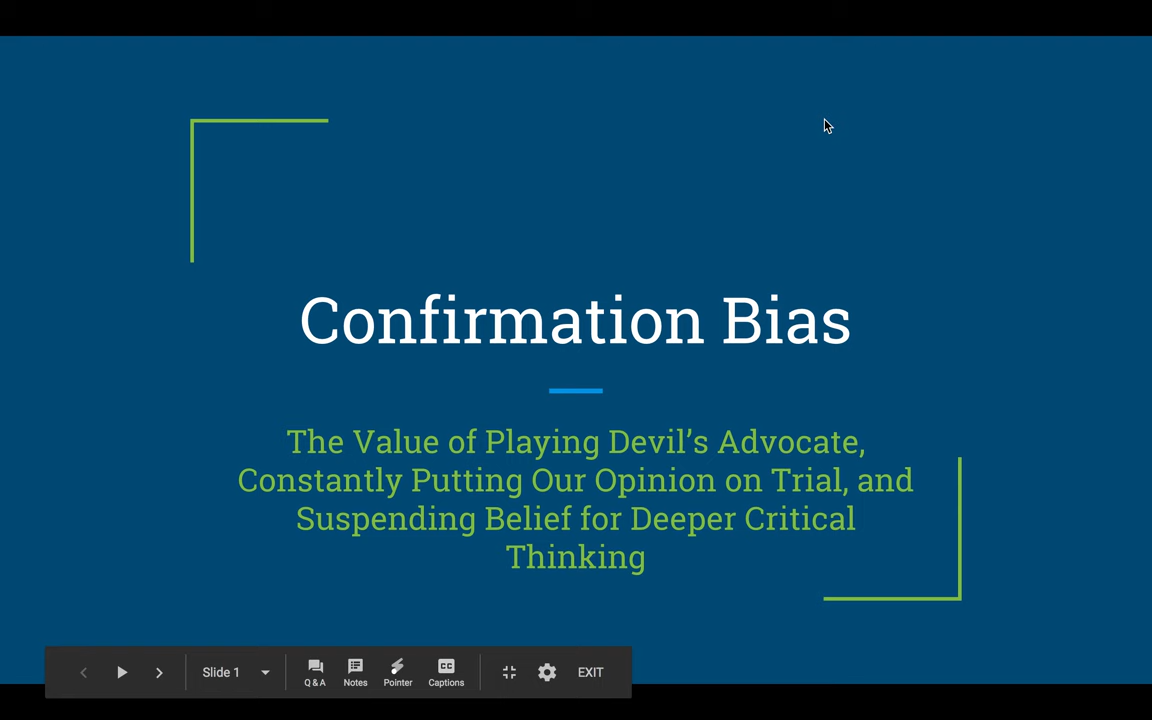 Confirmation Bias
The Value of Playing Devil’s Advocate,
Constantly Putting Our Opinion on Trial, and
Suspending Belief for Deeper Critical
Thinking
Slide 1
Q & A
Notes
Pointer
CC
Captions
EXIT